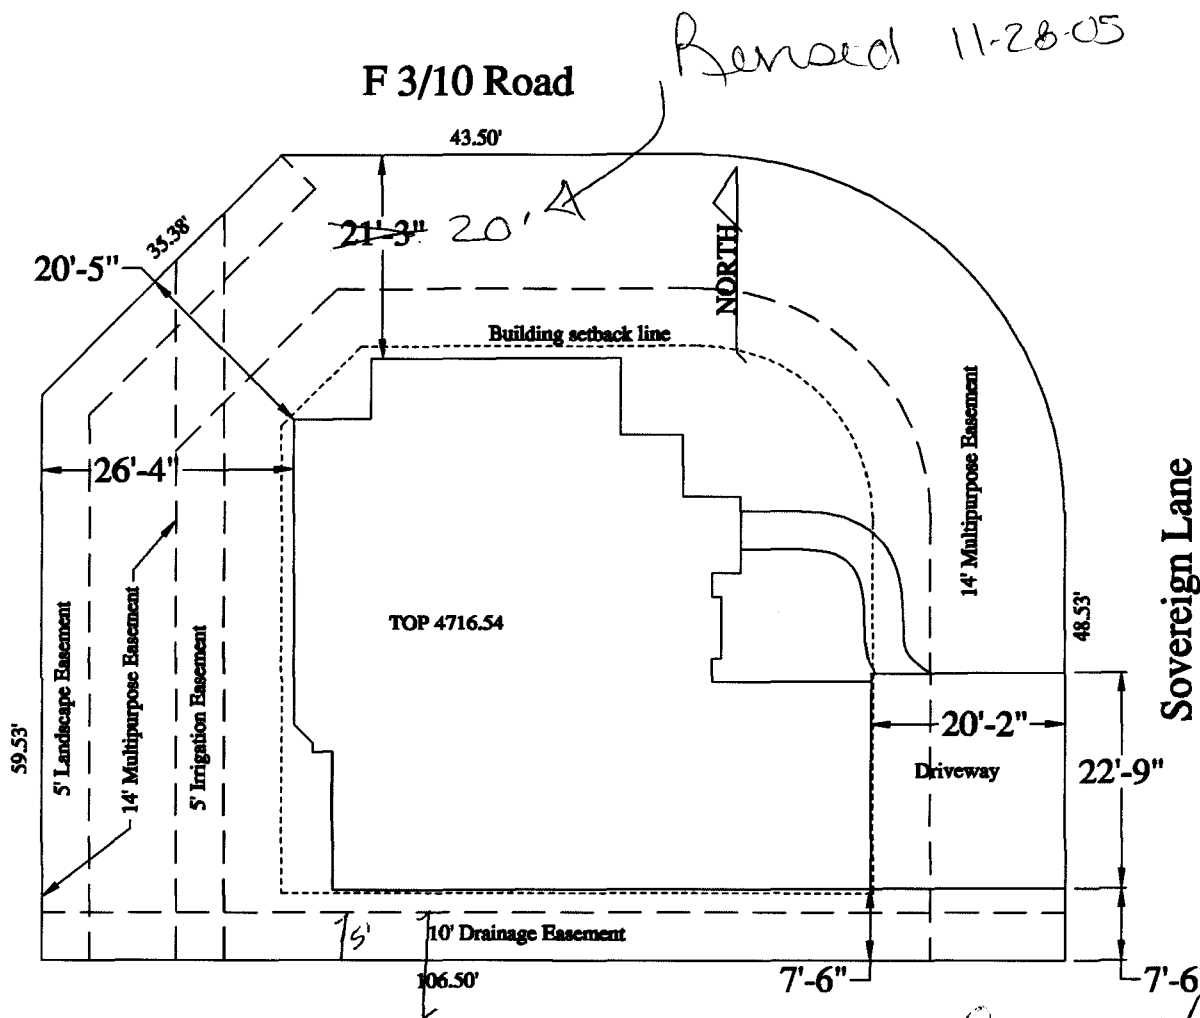 Revised 11-28-05
F 3/10 Road
43.50'
35.38'
21'-3" 20'
20'-5"
NORTH
Building setback line
14' Multipurpose Easement
26'-4"
Sovereign Lane
TOP 4716.54
48.53'
5' Landscape Easement
14' Multipurpose Easement
5' Irrigation Easement
59.53'
20'-2"
Driveway
22'-9"
5'
10' Drainage Easement
106.50'
7'-6"
7'-6